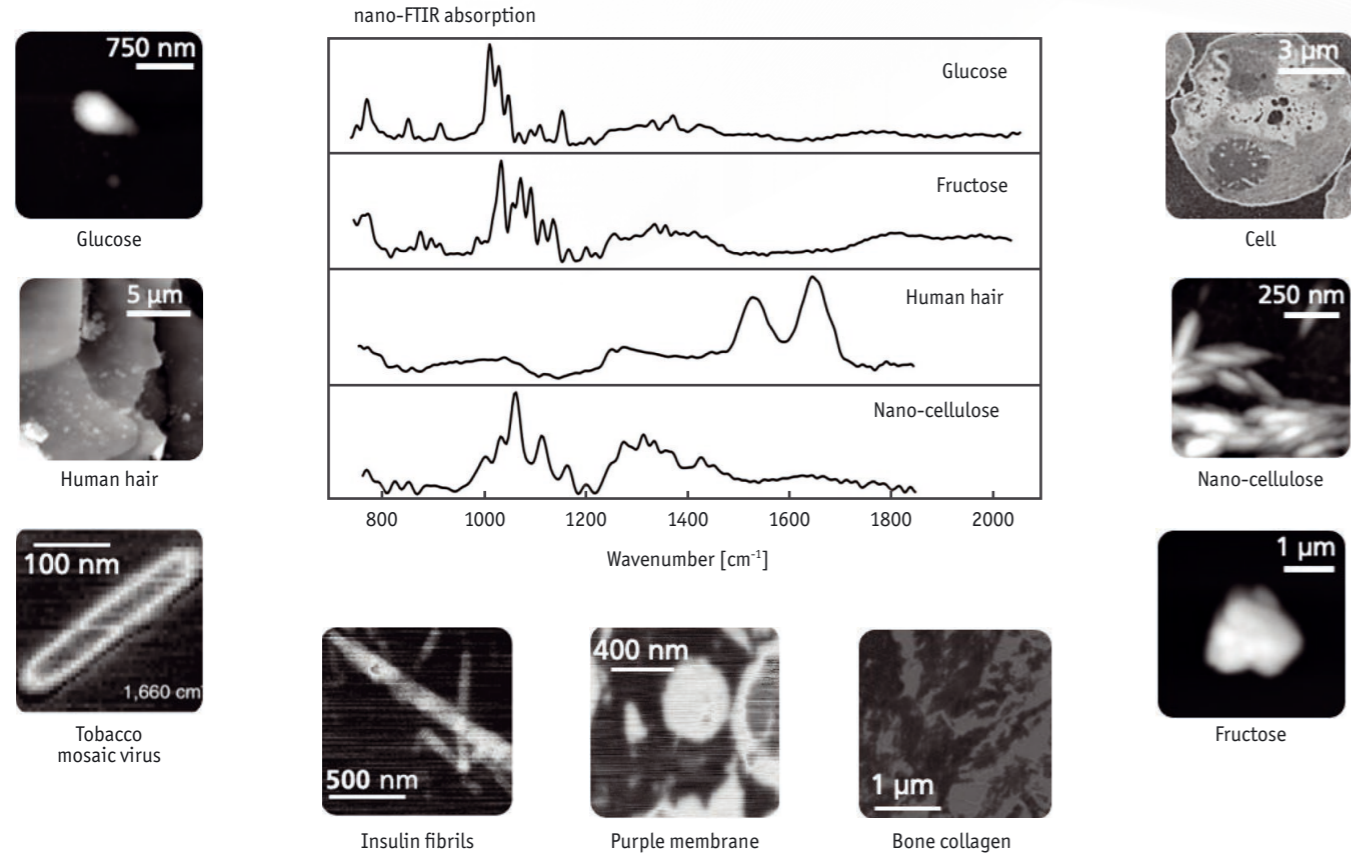 nano-FTIR absorption
750 nm
Glucose
5 µm
Human hair
100 nm
1,660 cm
Tobacco
mosaic virus
Glucose
Fructose
Human hair
Nano-cellulose
800 1000 1200 1400 1600 1800 2000
Wavenumber [cm⁻¹]
500 nm
Insulin fibrils
400 nm
Purple membrane
1 µm
Bone collagen
3 µm
Cell
250 nm
Nano-cellulose
1 µm
Fructose